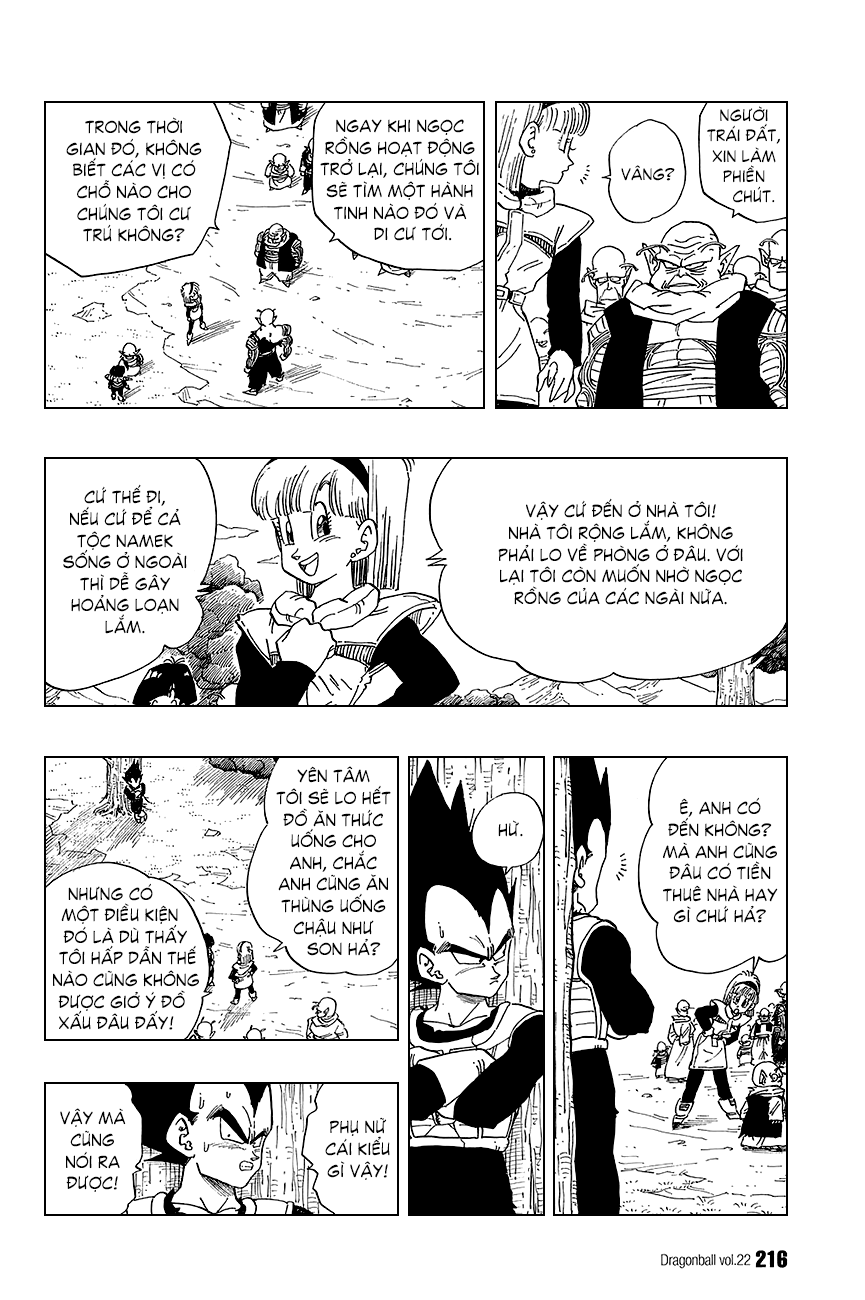 NGƯỜI
TRÁI ĐẤT,
XIN LÀM
PHIỀN
CHÚT.
VÂNG?
NGAY KHI NGỌC
RỒNG HOẠT ĐỘNG
TRỞ LẠI, CHÚNG TÔI
SẼ TÌM MỘT HÀNH
TINH NÀO ĐÓ VÀ
DI CƯ TỚI.
TRONG THỜI
GIAN ĐÓ, KHÔNG
BIẾT CÁC VỊ CÓ
CHỖ NÀO CHO
CHÚNG TÔI CƯ
TRÚ KHÔNG?
VẬY CỨ ĐẾN Ở NHÀ TÔI!
NHÀ TÔI RỘNG LẮM, KHÔNG
PHẢI LO VỀ PHÒNG Ở ĐÂU. VỚI
LẠI TÔI CÒN MUỐN NHỜ NGỌC
RỒNG CỦA CÁC NGÀI NỮA.
CỨ THẾ ĐI,
NẾU CỨ ĐỂ CẢ
TỘC NAMEK
SỐNG Ở NGOÀI
THÌ DỄ GÂY
HOẢNG LOẠN
LẮM.
Ê, ANH CÓ
ĐẾN KHÔNG?
MÀ ANH CŨNG
ĐÂU CÓ TIỀN
THUÊ NHÀ HAY
GÌ CHỨ HẢ?
HỪ.
YÊN TÂM
TÔI SẼ LO HẾT
ĐỒ ĂN THỨC
UỐNG CHO
ANH, CHẮC
ANH CŨNG ĂN
THÙNG UỐNG
CHẬU NHƯ
SON HẢ?
NHƯNG CÓ
MỘT ĐIỀU KIỆN
ĐÓ LÀ DÙ THẤY
TÔI HẤP DẪN THẾ
NÀO CŨNG KHÔNG
ĐƯỢC GIỞ Ý ĐỒ
XẤU ĐÂU ĐẤY!
PHỤ NỮ
CÁI KIỂU
GÌ VẬY!
VẬY MÀ
CŨNG
NÓI RA
ĐƯỢC!
Dragonball vol.22 216